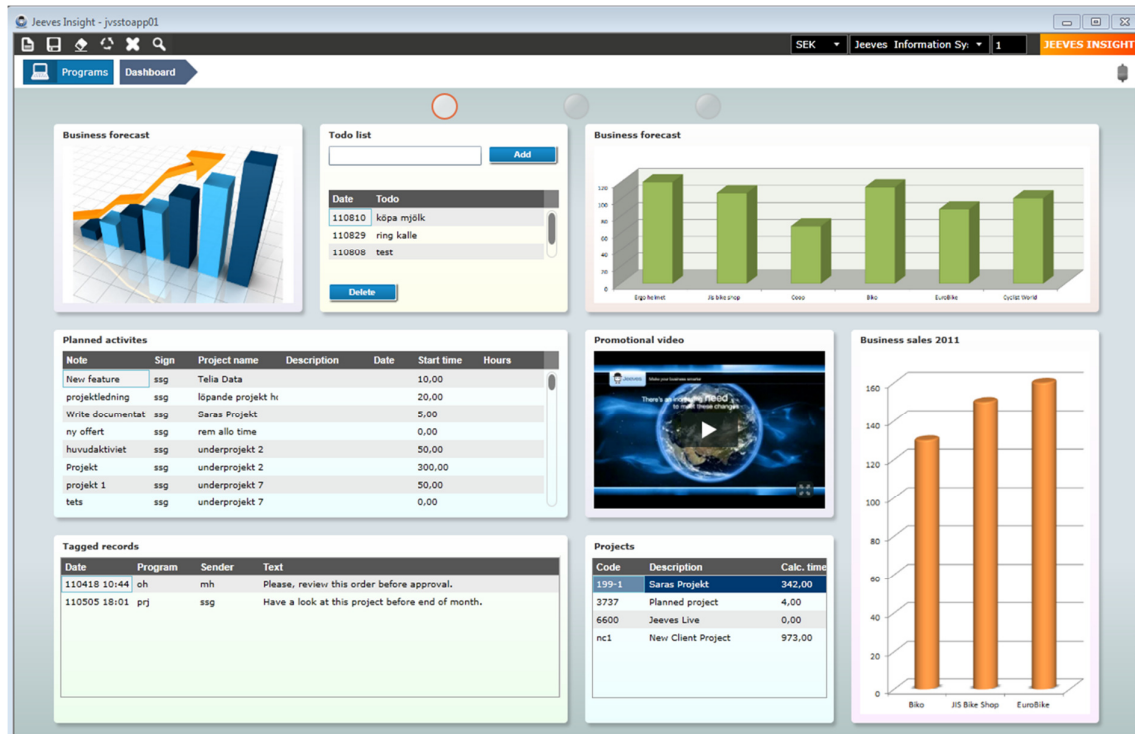 Jeeves Insight - jvsstoapp01
SEK Jeeves Information Sy: 1 JEEVES INSIGHT
Programs Dashboard
Business forecast
Todo list
Add
Date Todo
110810 köpa mjölk
110829 ring kalle
110808 test
Delete
Business forecast
120
100
80
60
40
20
0
Ergo helmet Jis bike shop Coop Biko EuroBike Cyclist World
Planned activites
Note Sign Project name Description Date Start time Hours
New feature ssg Telia Data 10,00
projektledning ssg löpande projekt ho 20,00
Write documentat ssg Saras Projekt 5,00
ny offert ssg rem allo time 0,00
huvudaktiviet ssg underprojekt 2 50,00
Projekt ssg underprojekt 2 300,00
projekt 1 ssg underprojekt 7 50,00
tets ssg underprojekt 7 0,00
Promotional video
Jeeves Make your business smarter
There's an increasing need
to meet these changes
Business sales 2011
160
140
120
100
80
60
40
20
0
Biko JIS Bike Shop EuroBike
Tagged records
Date Program Sender Text
110418 10:44 oh mh Please, review this order before approval.
110505 18:01 prj ssg Have a look at this project before end of month.
Projects
Code Description Calc. time
199-1 Saras Projekt 342,00
3737 Planned project 4,00
6600 Jeeves Live 0,00
nc1 New Client Project 973,00